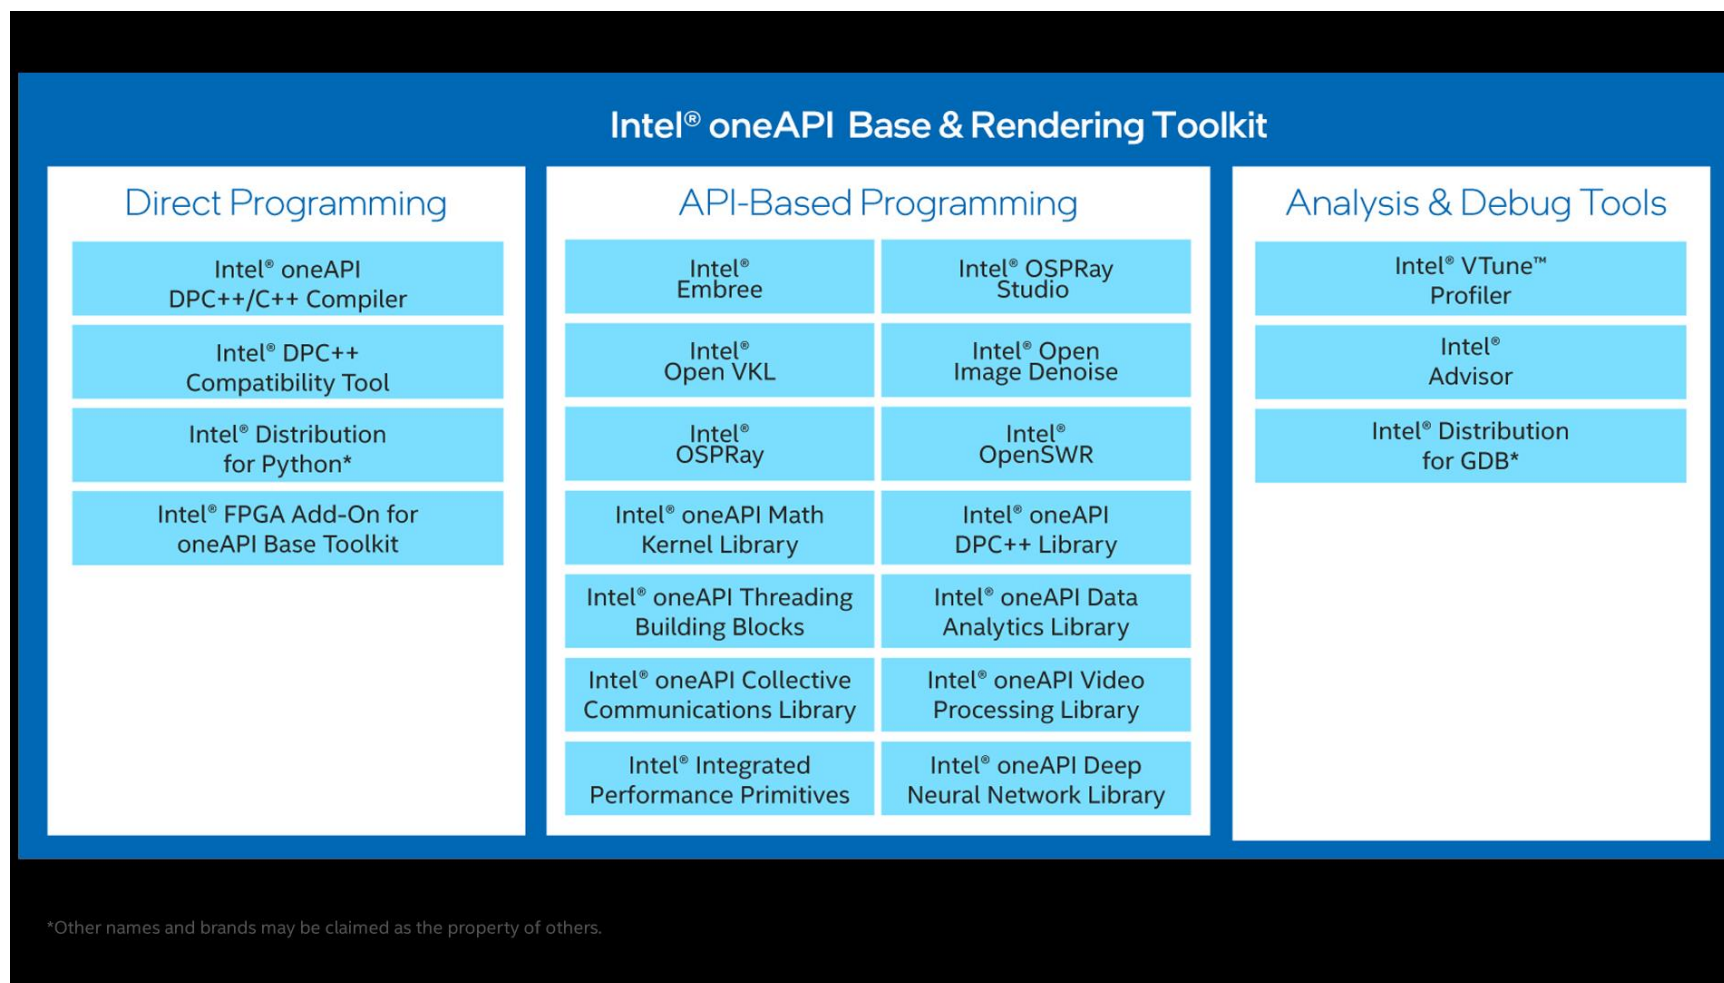 Intel® oneAPI Base & Rendering Toolkit
Direct Programming
Intel® oneAPI
DPC++/C++ Compiler
Intel® DPC++
Compatibility Tool
Intel® Distribution
for Python*
Intel® FPGA Add-On for
oneAPI Base Toolkit
API-Based Programming
Intel®
Embree
Intel® OSPRay
Studio
Intel®
Open VKL
Intel® Open
Image Denoise
Intel®
OSPRay
Intel®
OpenSWR
Intel® oneAPI Math
Kernel Library
Intel® oneAPI
DPC++ Library
Intel® oneAPI Threading
Building Blocks
Intel® oneAPI Data
Analytics Library
Intel® oneAPI Collective
Communications Library
Intel® oneAPI Video
Processing Library
Intel® Integrated
Performance Primitives
Intel® oneAPI Deep
Neural Network Library
Analysis & Debug Tools
Intel® VTune™
Profiler
Intel®
Advisor
Intel® Distribution
for GDB*
*Other names and brands may be claimed as the property of others.